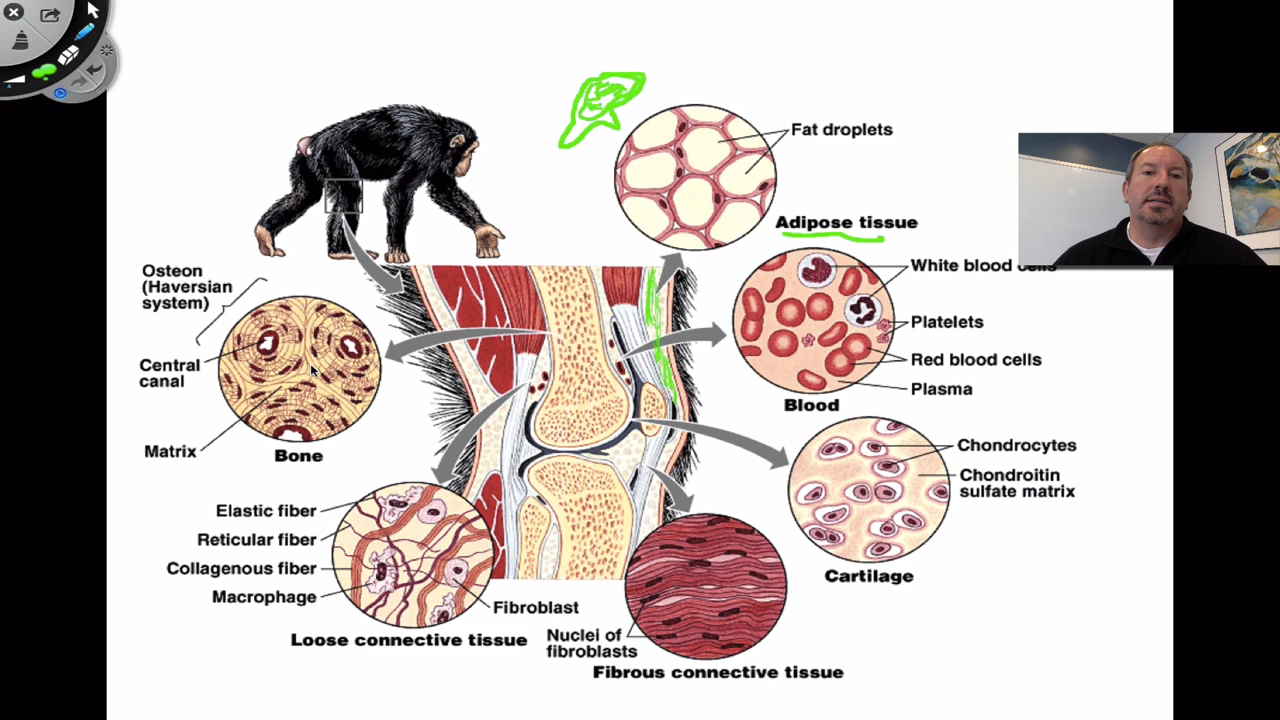 Fat droplets
Adipose tissue
White blood cells
Platelets
Red blood cells
Plasma
Blood
Osteon
(Haversian
system)
Central
canal
Matrix
Bone
Chondrocytes
Chondroitin
sulfate matrix
Cartilage
Elastic fiber
Reticular fiber
Collagenous fiber
Macrophage
Fibroblast
Loose connective tissue
Nuclei of
fibroblasts
Fibrous connective tissue